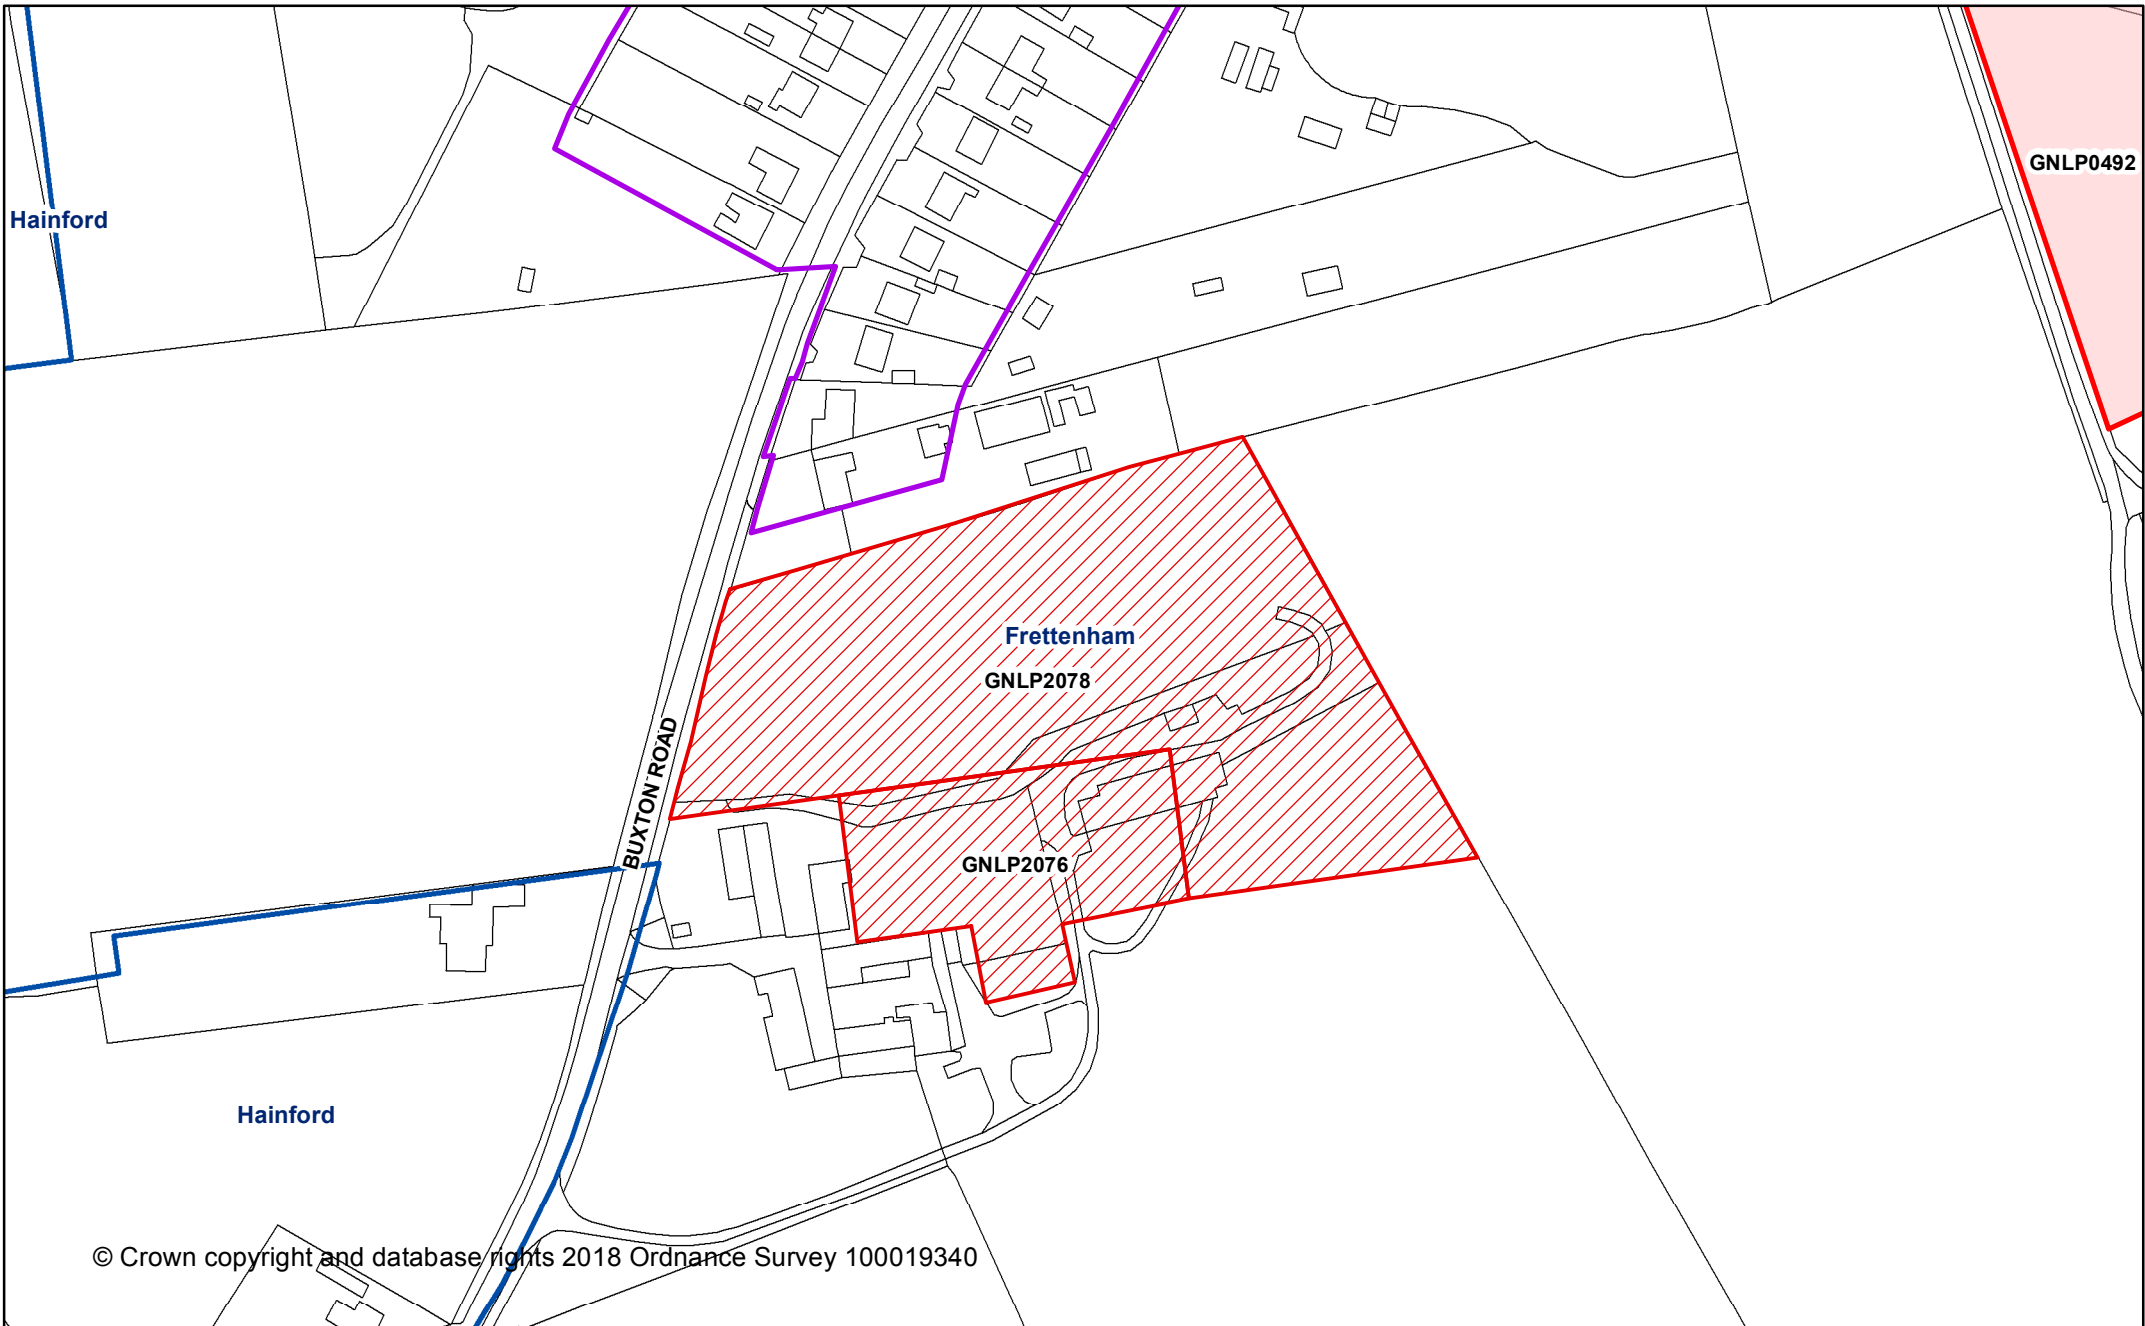 GNLP0492
Hainford
Frettenham
GNLP2078
BUXTON ROAD
GNLP2076
Hainford
© Crown copyright and database rights 2018 Ordnance Survey 100019340